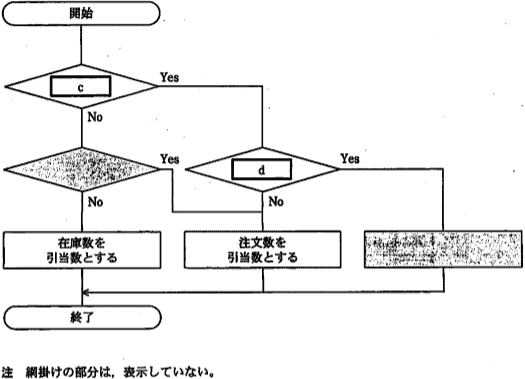 開始
c
Yes
No
Yes
d
Yes
No
No
在庫数を
引当数とする
注文数を
引当数とする
終了
注 網掛けの部分は，表示していない。